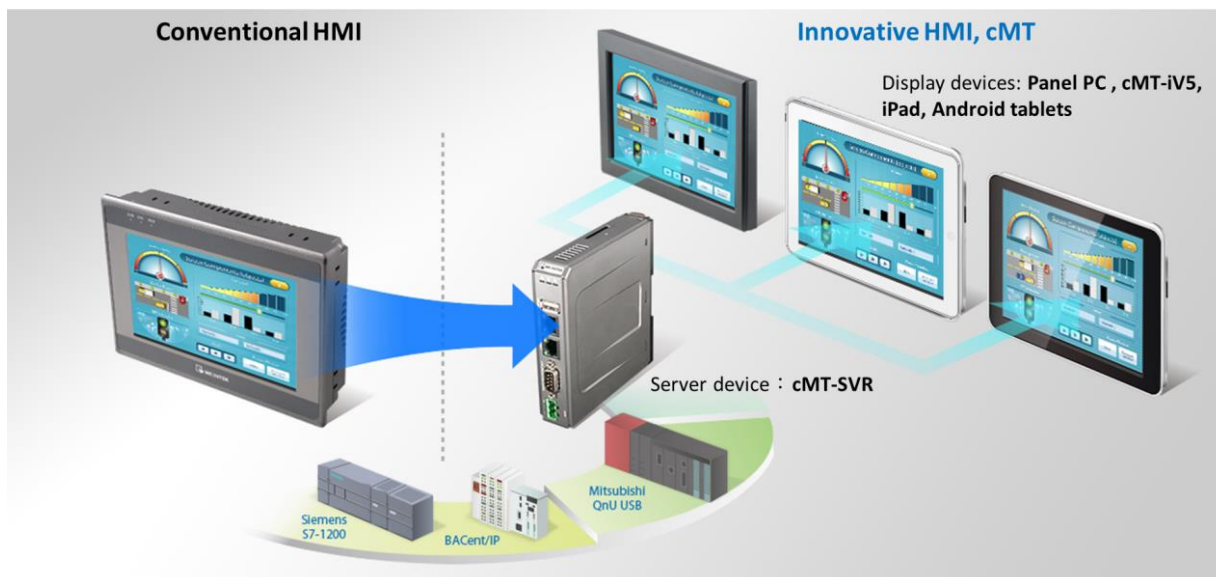 Conventional HMI
Innovative HMI, cMT
Display devices: Panel PC , cMT-iV5,
iPad, Android tablets
Server device：cMT-SVR
Siemens
S7-1200
BACent/IP
Mitsubishi
QnU USB